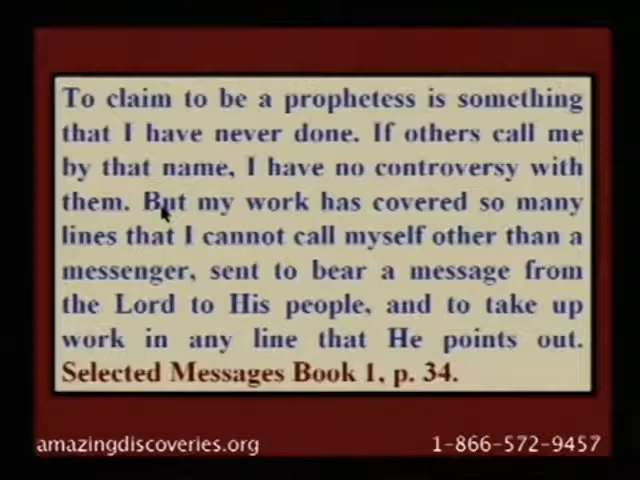 To claim to be a prophetess is something
that I have never done. If others call me
by that name, I have no controversy with
them. But my work has covered so many
lines that I cannot call myself other than a
messenger, sent to bear a message from
the Lord to His people, and to take up
work in any line that He points out.
Selected Messages Book 1, p. 34.
amazingdiscoveries.org
1-866-572-9457